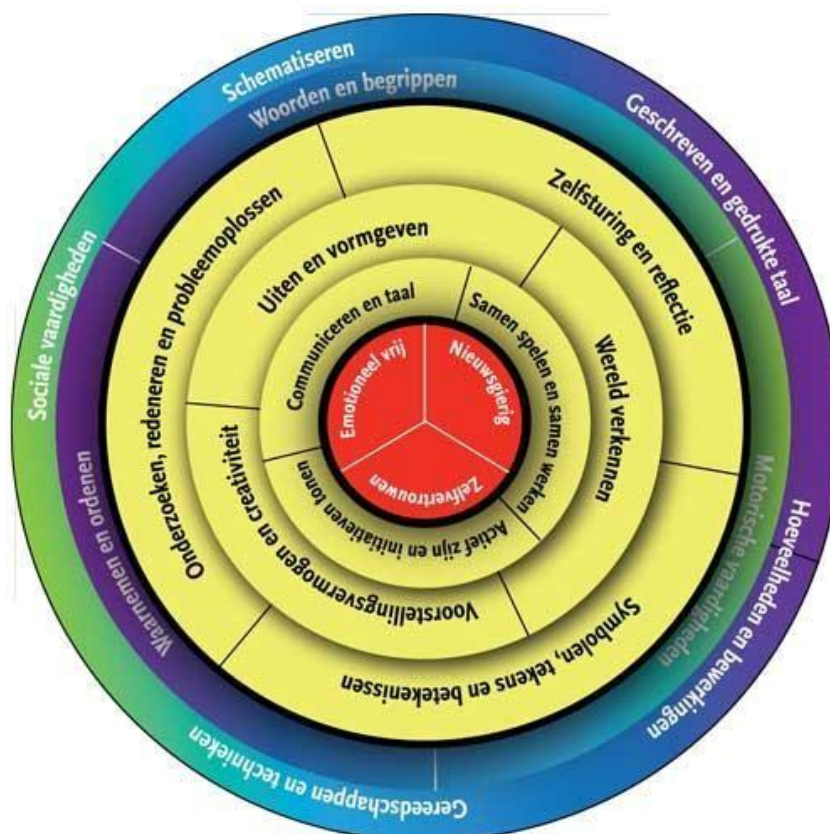 Schematiseren
Geschreven en gedrukte taal
Hoeveelheden en bewerkingen
Gereedschappen en technieken
Sociale vaardigheden
Woorden en begrippen
Motorische vaardigheden
Waarnemen en ordenen
Onderzoeken, redeneren en probleemoplossen
Zelfsturing en reflectie
Symbolen, tekens en betekenissen
Uiten en vormgeven
Wereld verkennen
Voorstellingsvermogen en creativiteit
Communiceren en taal
Samen spelen en samen werken
Actief zijn en initiatieven tonen
Emotioneel vrij
Nieuwsgierig
Zelfvertrouwen